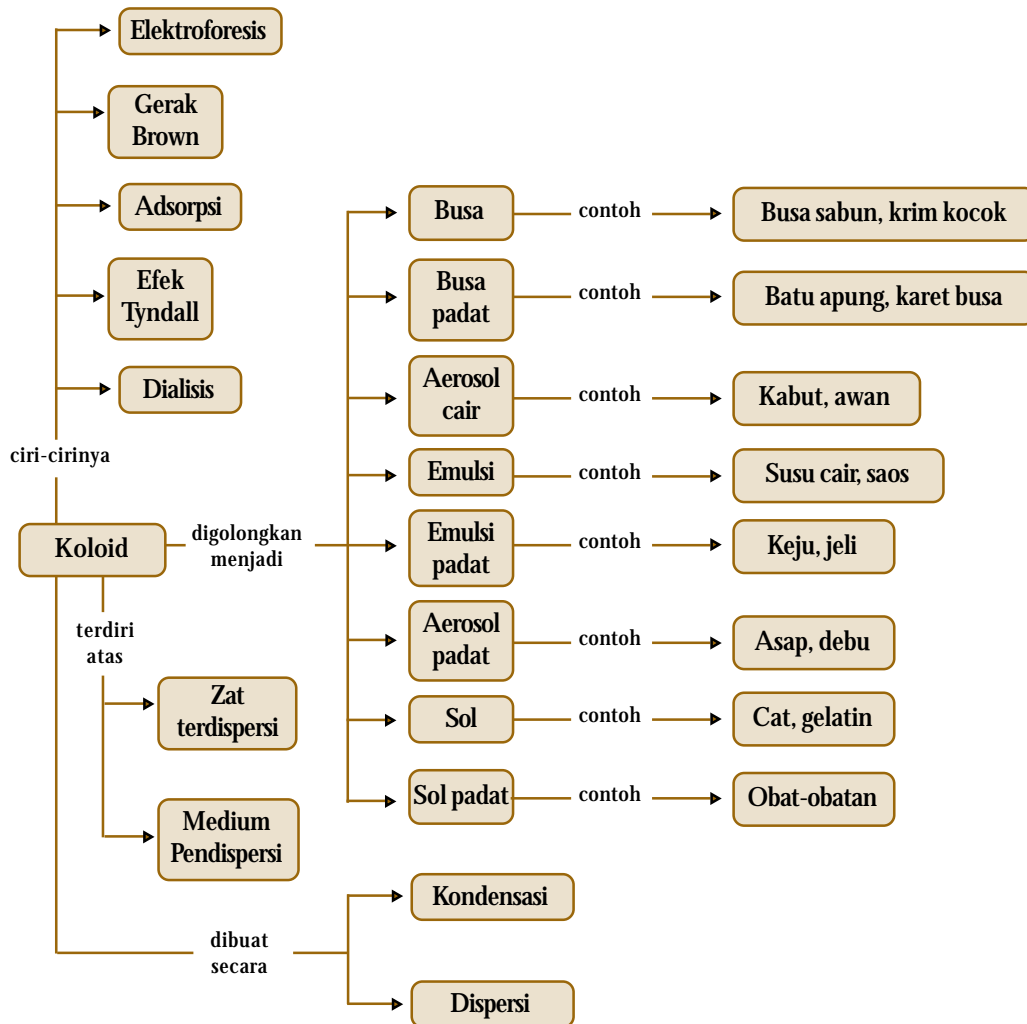 Elektroforesis
Gerak
Brown
Adsorpsi
Efek
Tyndall
Dialisis
ciri-cirinya
Koloid
digolongkan
menjadi
Busa
contoh
Busa sabun, krim kocok
Busa
padat
contoh
Batu apung, karet busa
Aerosol
cair
contoh
Kabut, awan
Emulsi
contoh
Susu cair, saos
Emulsi
padat
contoh
Keju, jeli
Aerosol
padat
contoh
Asap, debu
Sol
contoh
Cat, gelatin
Sol padat
contoh
Obat-obatan
terdiri
atas
Zat
terdispersi
Medium
Pendispersi
dibuat
secara
Kondensasi
Dispersi